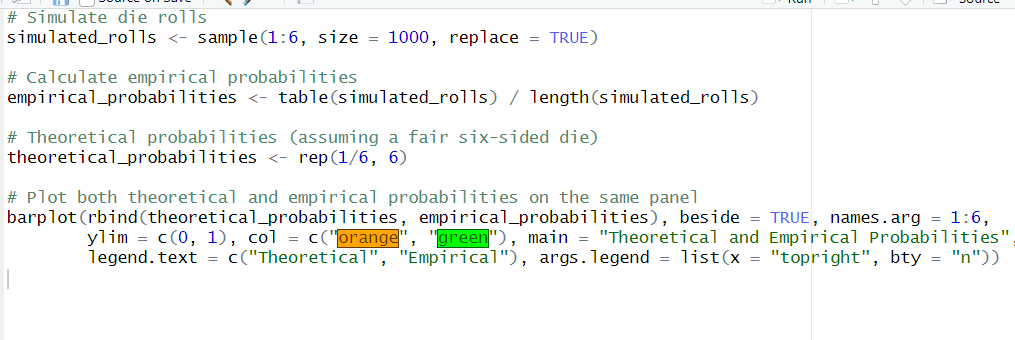 Source on Save Run Source
# Simulate die rolls
simulated_rolls <- sample(1:6, size = 1000, replace = TRUE)
# Calculate empirical probabilities
empirical_probabilities <- table(simulated_rolls) / length(simulated_rolls)
# Theoretical probabilities (assuming a fair six-sided die)
theoretical_probabilities <- rep(1/6, 6)
# Plot both theoretical and empirical probabilities on the same panel
barplot(rbind(theoretical_probabilities, empirical_probabilities), beside = TRUE, names.arg = 1:6,
ylim = c(0, 1), col = c("orange", "green"), main = "Theoretical and Empirical Probabilities",
legend.text = c("Theoretical", "Empirical"), args.legend = list(x = "topright", bty = "n"))